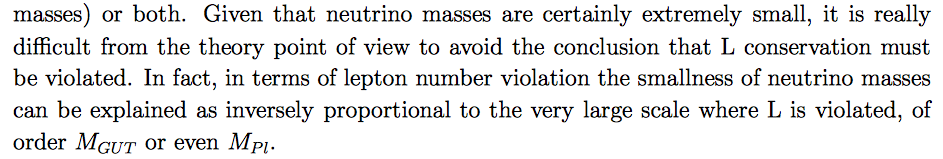 masses) or both. Given that neutrino masses are certainly extremely small, it is really
difficult from the theory point of view to avoid the conclusion that L conservation must
be violated. In fact, in terms of lepton number violation the smallness of neutrino masses
can be explained as inversely proportional to the very large scale where L is violated, of
order M_{GUT} or even M_{Pl}.